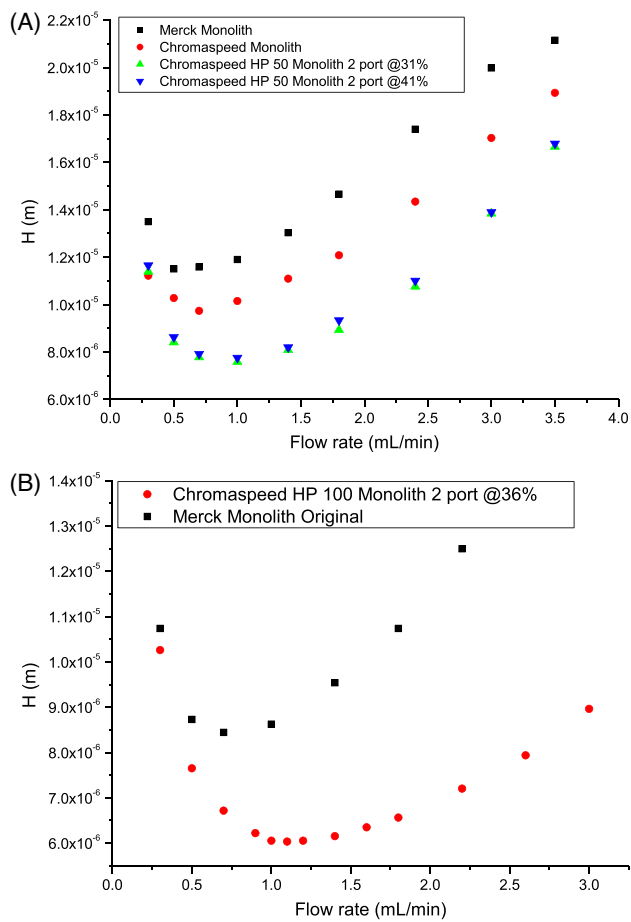 (A)
Merck Monolith
Chromaspeed Monolith
Chromaspeed HP 50 Monolith 2 port @31%
Chromaspeed HP 50 Monolith 2 port @41%
2.2x10⁻⁵
2.0x10⁻⁵
1.8x10⁻⁵
1.6x10⁻⁵
1.4x10⁻⁵
1.2x10⁻⁵
1.0x10⁻⁵
8.0x10⁻⁶
6.0x10⁻⁶
H (m)
0.0 0.5 1.0 1.5 2.0 2.5 3.0 3.5 4.0
Flow rate (mL/min)
(B)
Chromaspeed HP 100 Monolith 2 port @36%
Merck Monolith Original
1.4x10⁻⁵
1.3x10⁻⁵
1.2x10⁻⁵
1.1x10⁻⁵
1.0x10⁻⁵
9.0x10⁻⁶
8.0x10⁻⁶
7.0x10⁻⁶
6.0x10⁻⁶
H (m)
0.0 0.5 1.0 1.5 2.0 2.5 3.0
Flow rate (mL/min)